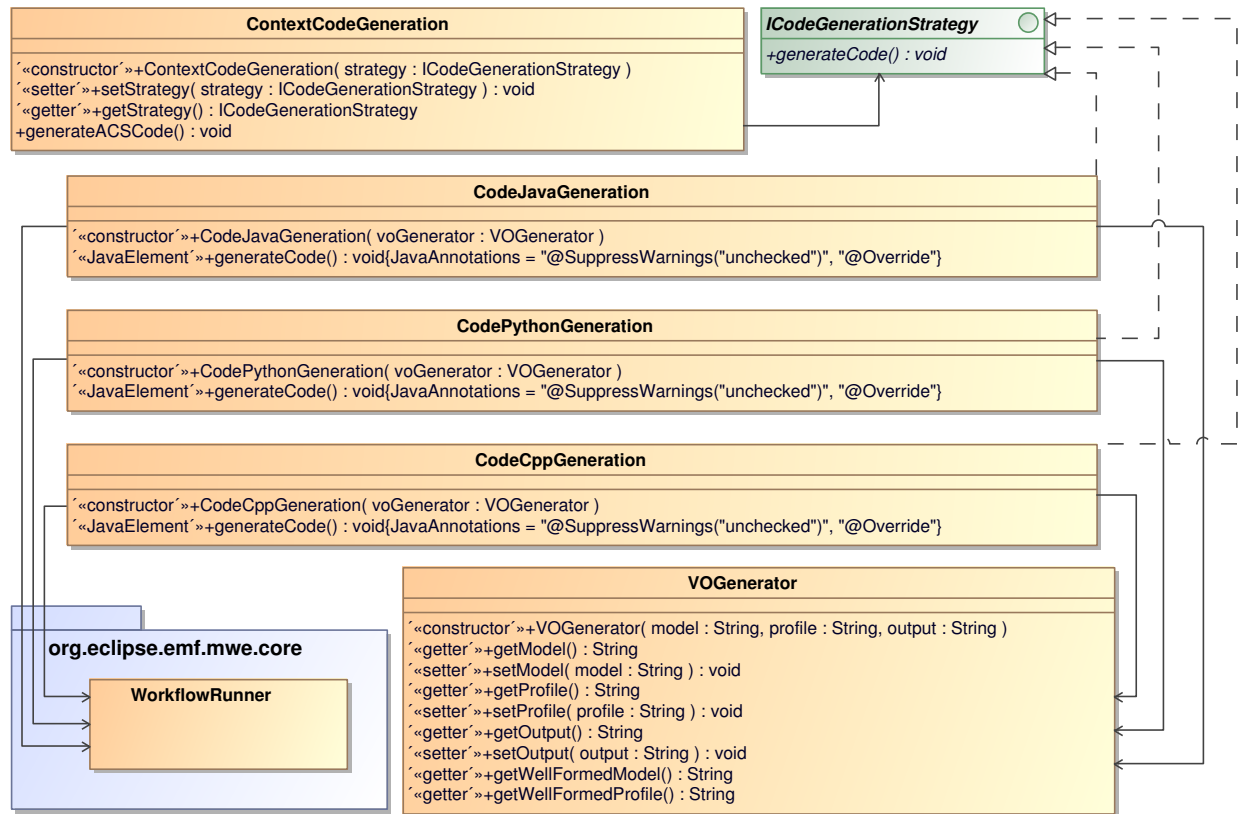 ContextCodeGeneration
´«constructor´»+ContextCodeGeneration( strategy : ICodeGenerationStrategy )
´«setter´»+setStrategy( strategy : ICodeGenerationStrategy ) : void
´«getter´»+getStrategy() : ICodeGenerationStrategy
+generateACSCode() : void
ICodeGenerationStrategy
+generateCode() : void
CodeJavaGeneration
´«constructor´»+CodeJavaGeneration( voGenerator : VOGenerator )
´«JavaElement´»+generateCode() : void{JavaAnnotations = "@SuppressWarnings("unchecked")", "@Override"}
CodePythonGeneration
´«constructor´»+CodePythonGeneration( voGenerator : VOGenerator )
´«JavaElement´»+generateCode() : void{JavaAnnotations = "@SuppressWarnings("unchecked")", "@Override"}
CodeCppGeneration
´«constructor´»+CodeCppGeneration( voGenerator : VOGenerator )
´«JavaElement´»+generateCode() : void{JavaAnnotations = "@SuppressWarnings("unchecked")", "@Override"}
org.eclipse.emf.mwe.core
WorkflowRunner
VOGenerator
´«constructor´»+VOGenerator( model : String, profile : String, output : String )
´«getter´»+getModel() : String
´«setter´»+setModel( model : String ) : void
´«getter´»+getProfile() : String
´«setter´»+setProfile( profile : String ) : void
´«getter´»+getOutput() : String
´«setter´»+setOutput( output : String ) : void
´«getter´»+getWellFormedModel() : String
´«getter´»+getWellFormedProfile() : String